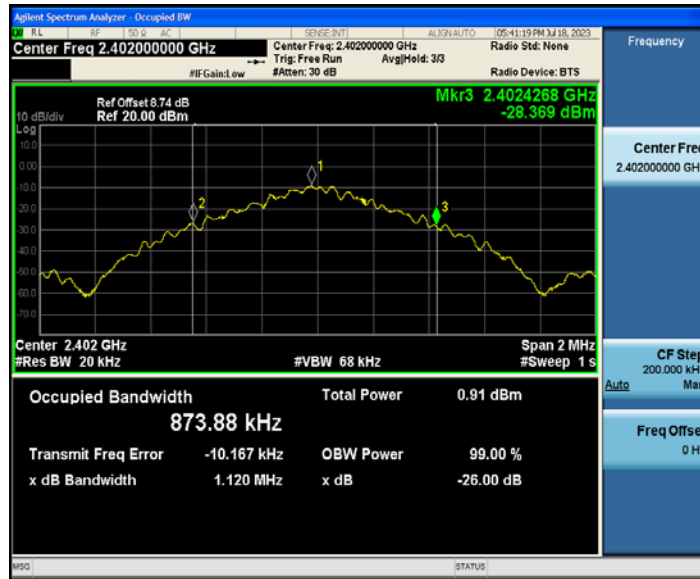 Agilent Spectrum Analyzer - Occupied BW
RL RF 50 Ω AC SENSE:INT ALIGN AUTO 05:41:19 PM Jul 18, 2023
Center Freq 2.402000000 GHz
Center Freq: 2.402000000 GHz
Radio Std: None
Trig: Free Run Avg|Hold: 3/3
#IFGain:Low
#Atten: 30 dB
Radio Device: BTS
Frequency
Ref Offset 8.74 dB
10 dB/div Ref 20.00 dBm
Mkr3 2.4024268 GHz
-28.369 dBm
Log
10.0
0.00
-10.0
-20.0
-30.0
-40.0
-50.0
-60.0
-70.0
1
2
3
Center 2.402 GHz
Span 2 MHz
#Res BW 20 kHz
#VBW 68 kHz
#Sweep 1 s
Center Fre
2.402000000 GH
Occupied Bandwidth
873.88 kHz
Total Power 0.91 dBm
Transmit Freq Error -10.167 kHz
OBW Power 99.00 %
x dB Bandwidth 1.120 MHz
x dB -26.00 dB
CF Step
200.000 kH
Auto Ma
Freq Offse
0 H
MSG
STATUS